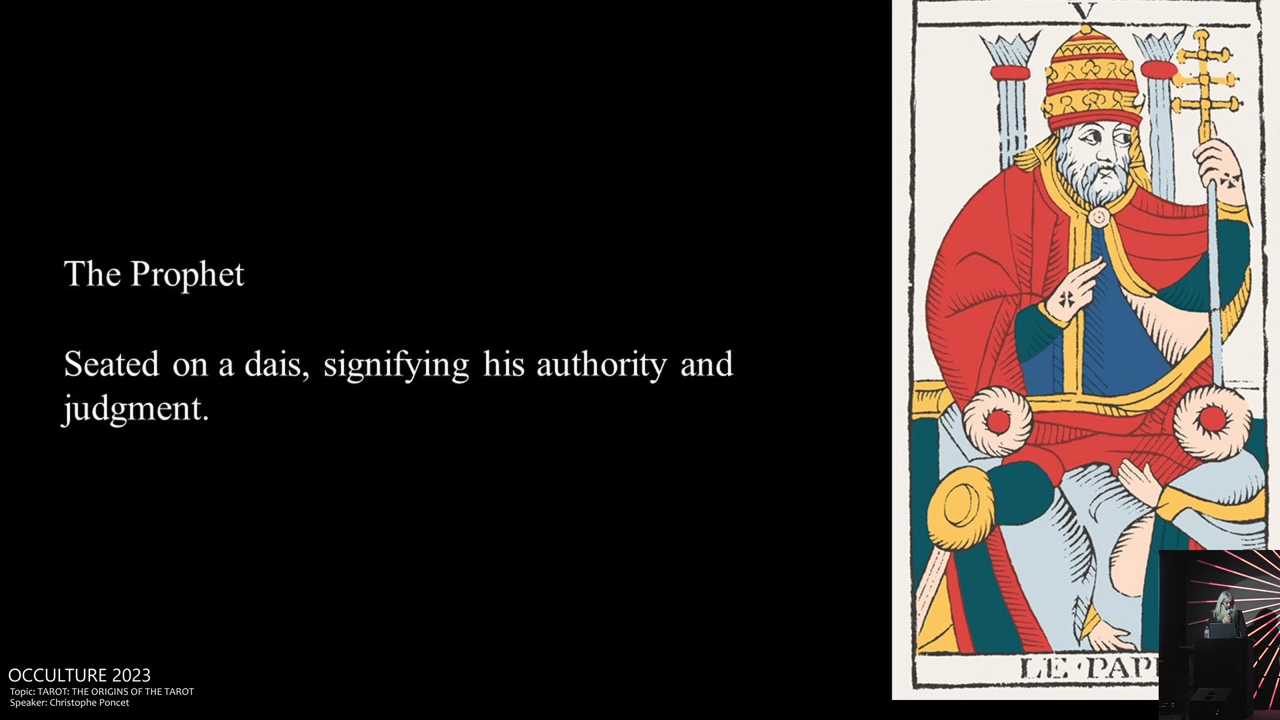 The Prophet
Seated on a dais, signifying his authority and
judgment.
V
LE·PAP
OCCULTURE 2023
Topic: TAROT: THE ORIGINS OF THE TAROT
Speaker: Christophe Poncet